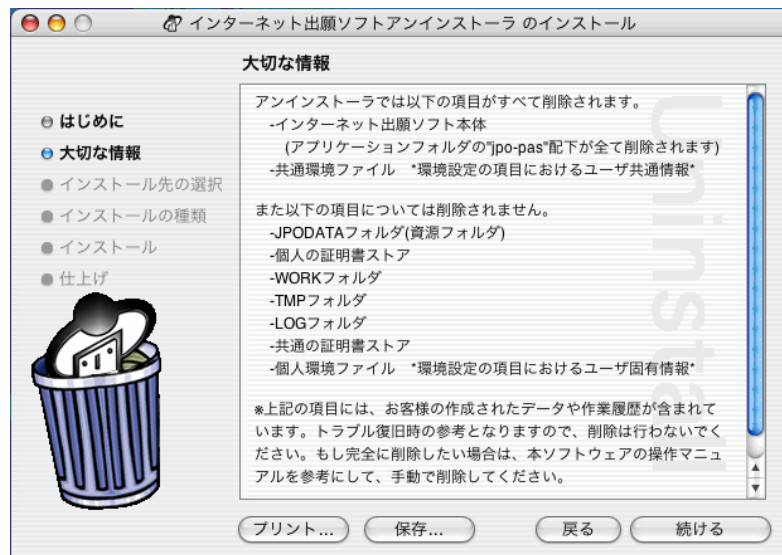 インターネット出願ソフトアンインストーラ のインストール
大切な情報
はじめに
大切な情報
インストール先の選択
インストールの種類
インストール
仕上げ
アンインストーラでは以下の項目がすべて削除されます。
-インターネット出願ソフト本体
(アプリケーションフォルダの"jpo-pas"配下が全て削除されます)
-共通環境ファイル *環境設定の項目におけるユーザ共通情報*
また以下の項目については削除されません。
-JPODATAフォルダ(資源フォルダ)
-個人の証明書ストア
-WORKフォルダ
-TMPフォルダ
-LOGフォルダ
-共通の証明書ストア
-個人環境ファイル *環境設定の項目におけるユーザ固有情報*
※上記の項目には、お客様の作成されたデータや作業履歴が含まれて
います。トラブル復旧時の参考となりますので、削除は行わないでく
ださい。もし完全に削除したい場合は、本ソフトウェアの操作マニュ
アルを参考にして、手動で削除してください。
Uninstall
プリント... 保存... 戻る 続ける